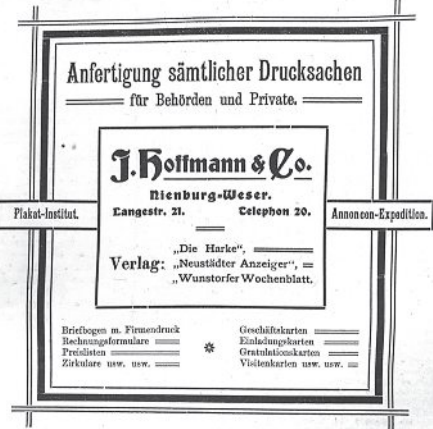 Anfertigung sämtlicher Drucksachen
für Behörden und Private.
J. Hoffmann & Co.
Nienburg-Weser.
Langestr. 21. Telephon 20.
Plakat-Institut.
Annoncen-Expedition.
Verlag: „Die Harke“,
„Neustädter Anzeiger“,
„Wunstorfer Wochenblatt.
Briefbogen m. Firmendruck
Rechnungsformulare
Preislisten
Zirkulare usw. usw.
Geschäftskarten
Einladungskarten
Gratulationskarten
Visitenkarten usw. usw.